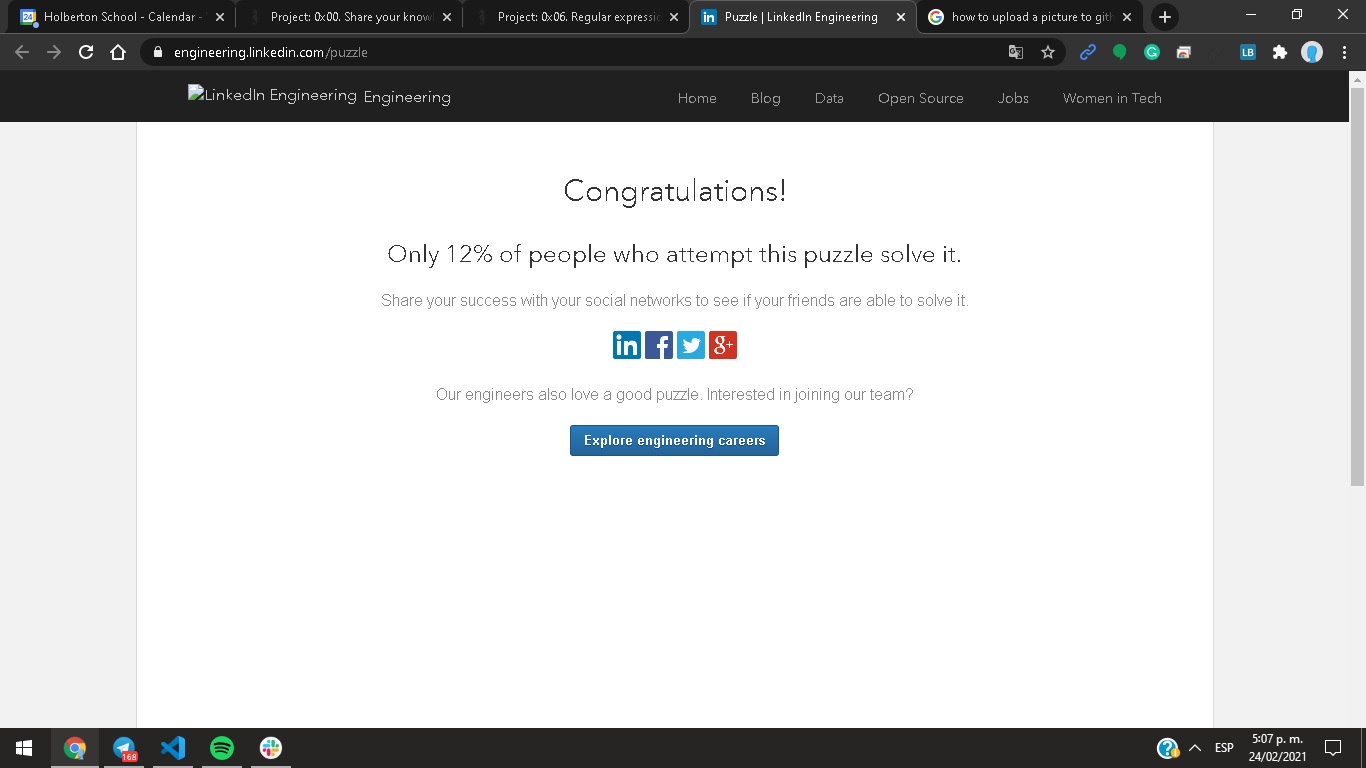 Holberton School - Calendar -
Project: 0x00. Share your know
Project: 0x06. Regular expressio
Puzzle | LinkedIn Engineering
how to upload a picture to gith
engineering.linkedin.com/puzzle
LinkedIn Engineering Engineering
Home Blog Data Open Source Jobs Women in Tech
Congratulations!
Only 12% of people who attempt this puzzle solve it.
Share your success with your social networks to see if your friends are able to solve it.
Our engineers also love a good puzzle. Interested in joining our team?
Explore engineering careers
168
ESP
5:07 p. m.
24/02/2021